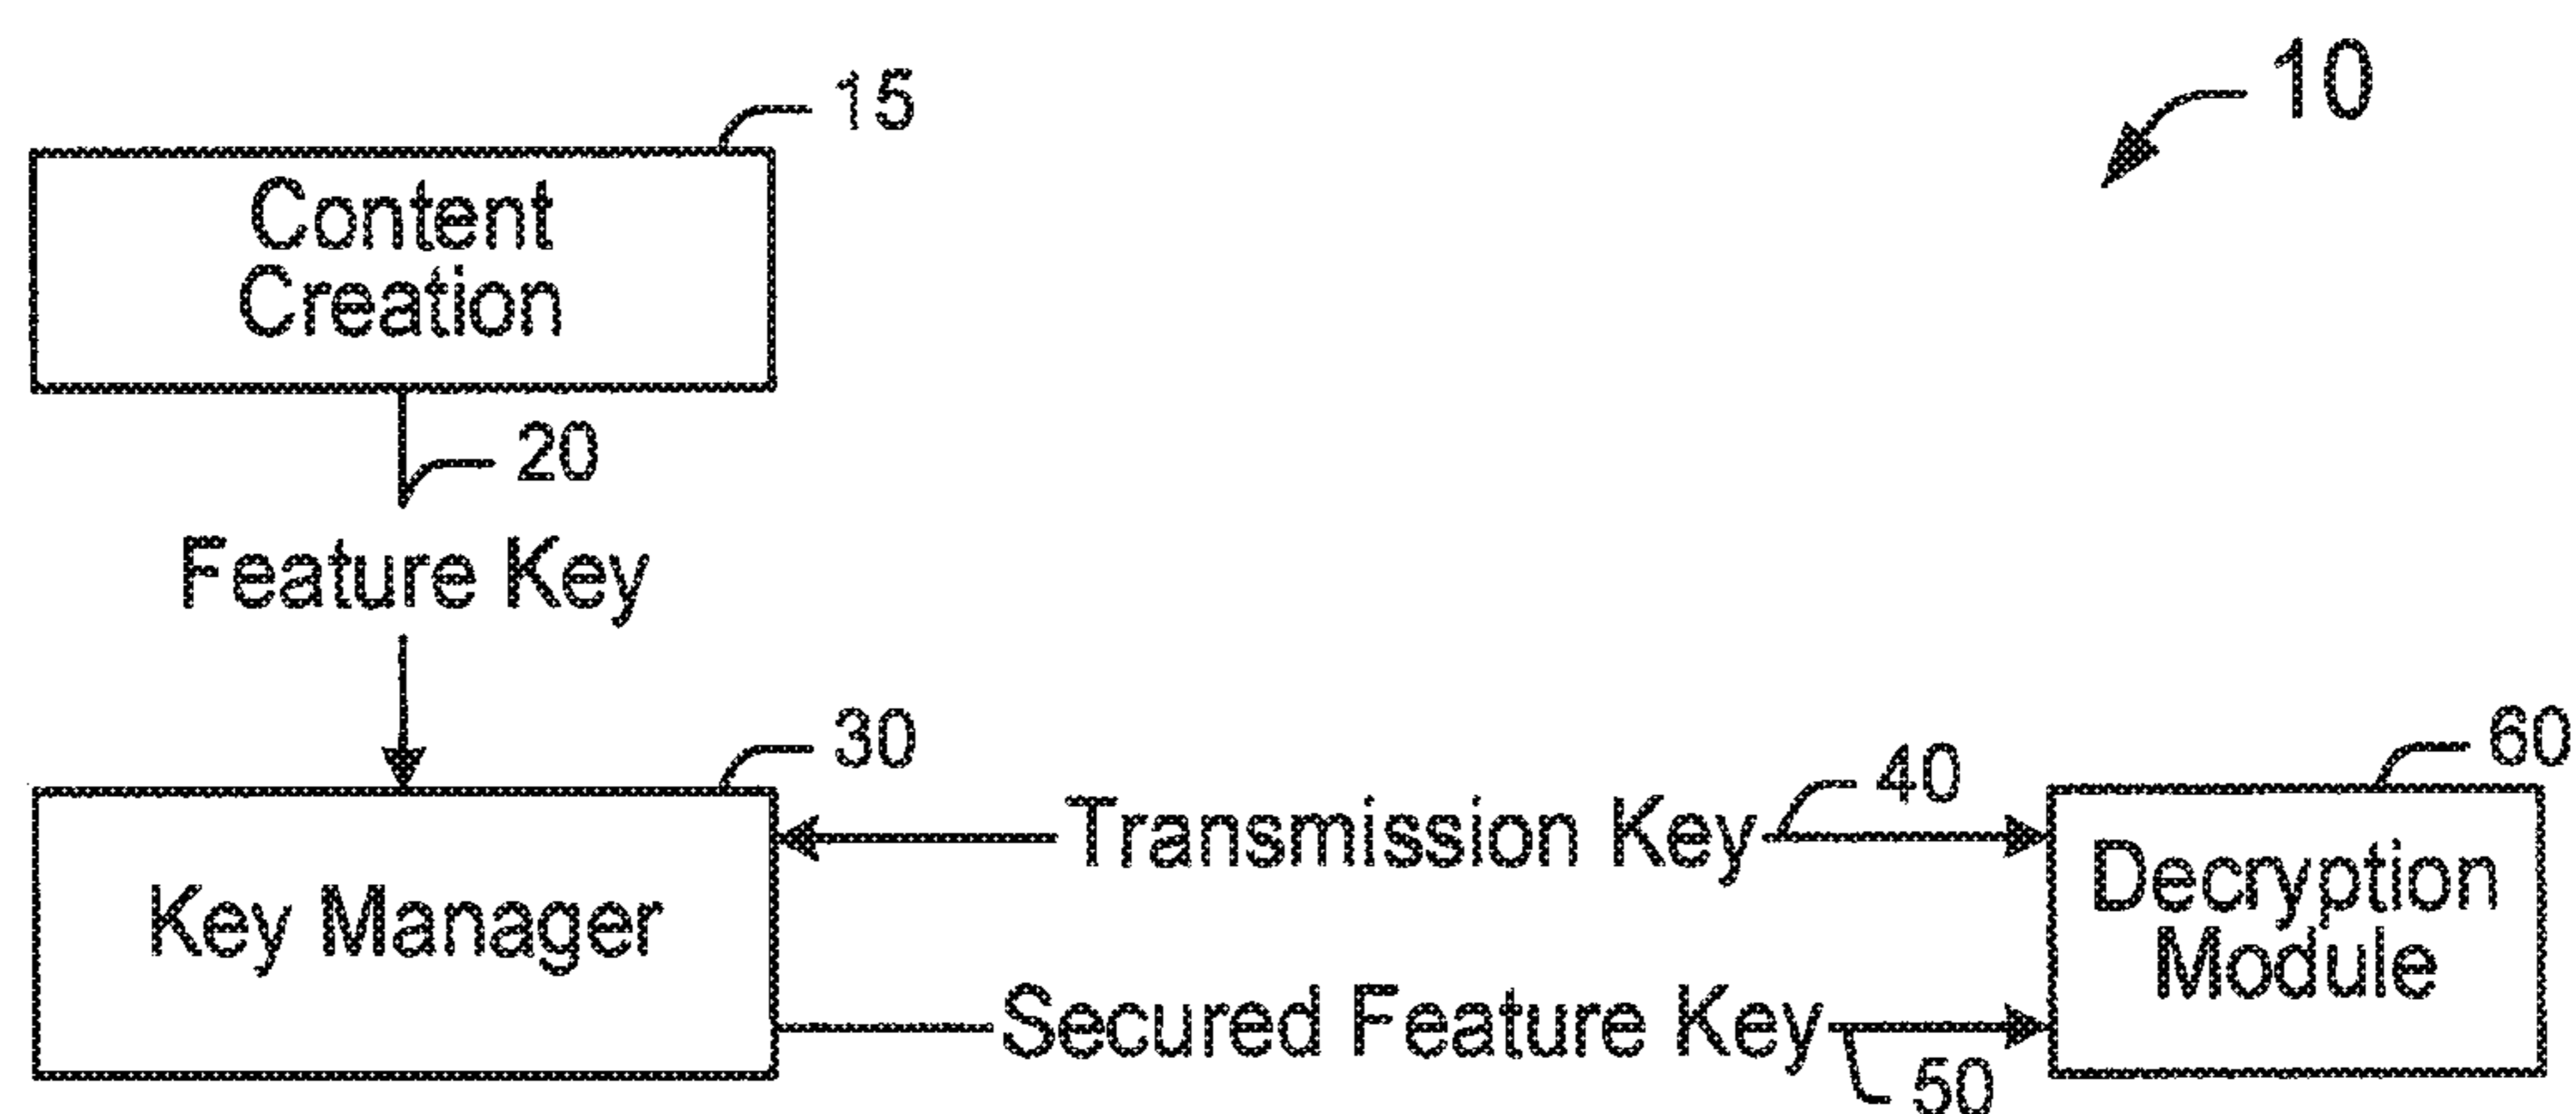 10
15
Content
Creation
20
Feature Key
30
Key Manager
40
Transmission Key
Secured Feature Key
50
60
Decryption
Module